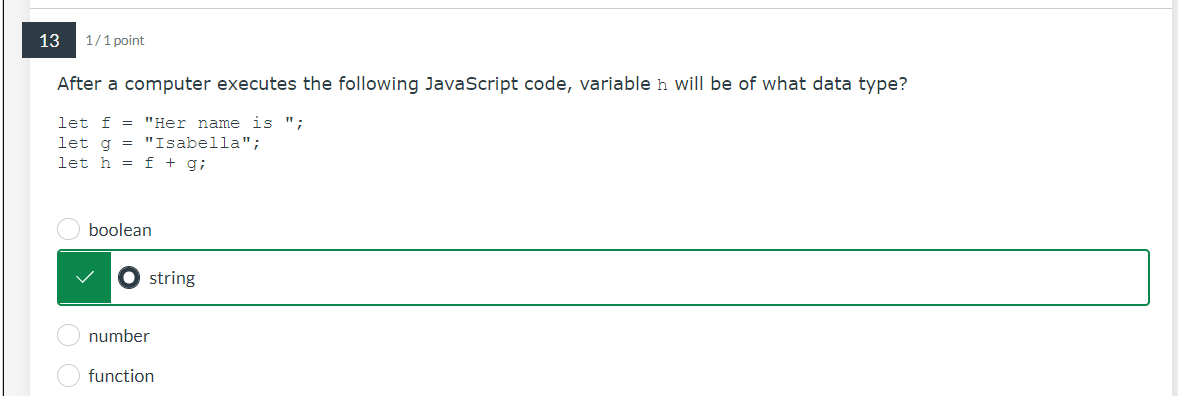 13 1 / 1 point
After a computer executes the following JavaScript code, variable h will be of what data type?
let f = "Her name is ";
let g = "Isabella";
let h = f + g;
boolean
string
number
function